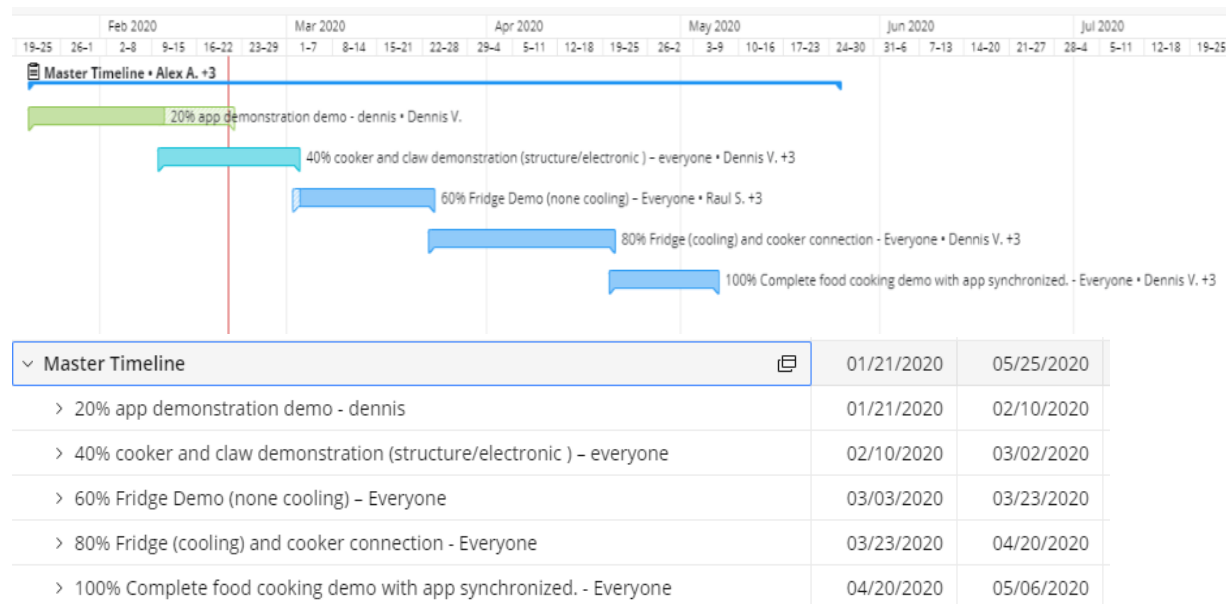 Feb 2020 Mar 2020 Apr 2020 May 2020 Jun 2020 Jul 2020
19-25 26-1 2-8 9-15 16-22 23-29 1-7 8-14 15-21 22-28 29-4 5-11 12-18 19-25 26-2 3-9 10-16 17-23 24-30 31-6 7-13 14-20 21-27 28-4 5-11 12-18 19-25
Master Timeline • Alex A. +3
20% app demonstration demo - dennis • Dennis V.
40% cooker and claw demonstration (structure/electronic ) – everyone • Dennis V. +3
60% Fridge Demo (none cooling) – Everyone • Raul S. +3
80% Fridge (cooling) and cooker connection - Everyone • Dennis V. +3
100% Complete food cooking demo with app synchronized. - Everyone • Dennis V. +3
Master Timeline 01/21/2020 05/25/2020
20% app demonstration demo - dennis 01/21/2020 02/10/2020
40% cooker and claw demonstration (structure/electronic ) – everyone 02/10/2020 03/02/2020
60% Fridge Demo (none cooling) – Everyone 03/03/2020 03/23/2020
80% Fridge (cooling) and cooker connection - Everyone 03/23/2020 04/20/2020
100% Complete food cooking demo with app synchronized. - Everyone 04/20/2020 05/06/2020